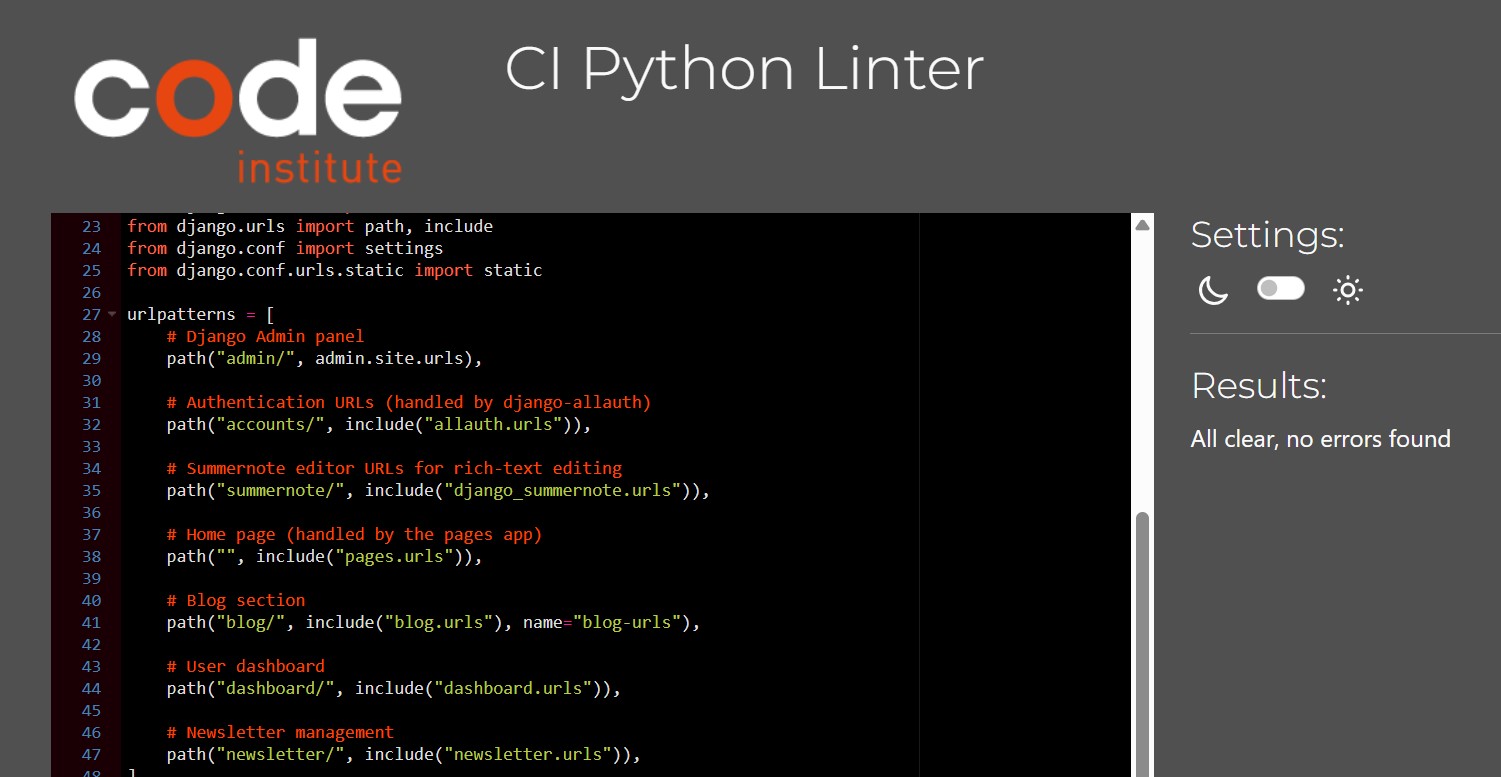 code
institute
CI Python Linter
23 from django.urls import path, include
24 from django.conf import settings
25 from django.conf.urls.static import static
26
27 urlpatterns = [
28     # Django Admin panel
29     path("admin/", admin.site.urls),
30
31     # Authentication URLs (handled by django-allauth)
32     path("accounts/", include("allauth.urls")),
33
34     # Summernote editor URLs for rich-text editing
35     path("summernote/", include("django_summernote.urls")),
36
37     # Home page (handled by the pages app)
38     path("", include("pages.urls")),
39
40     # Blog section
41     path("blog/", include("blog.urls"), name="blog-urls"),
42
43     # User dashboard
44     path("dashboard/", include("dashboard.urls")),
45
46     # Newsletter management
47     path("newsletter/", include("newsletter.urls")),
48 ]
Settings:
Results:
All clear, no errors found